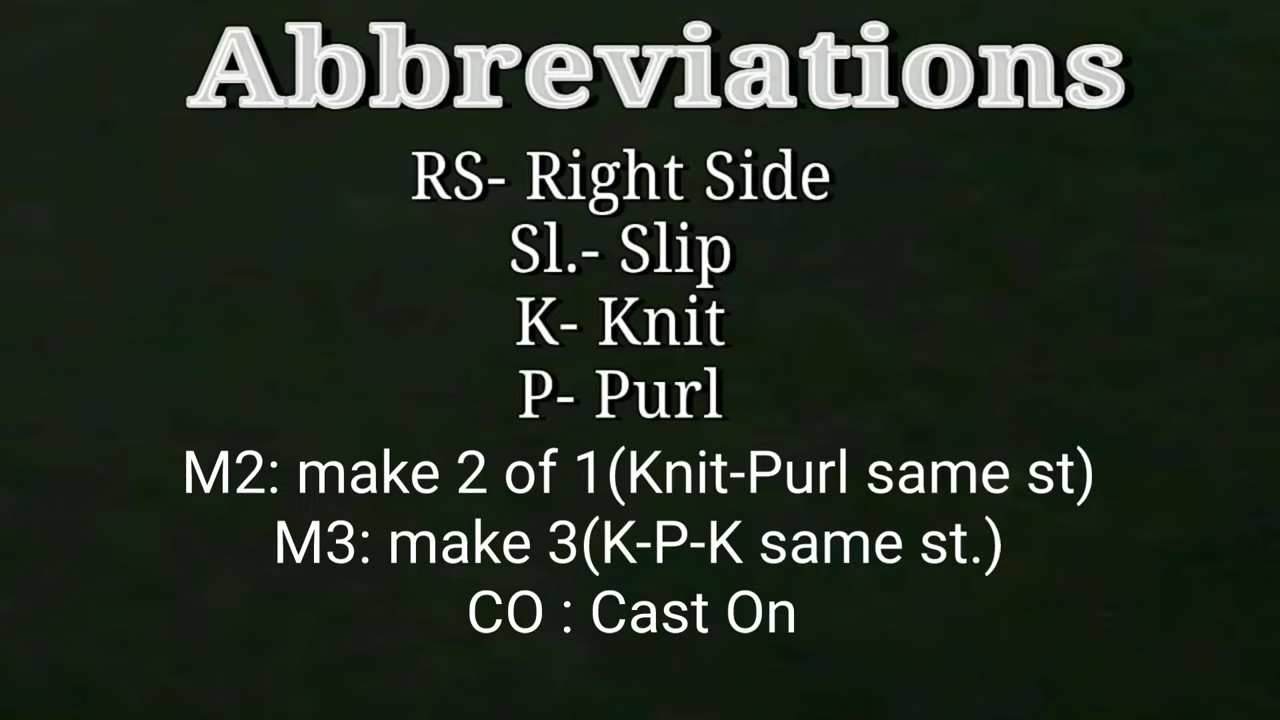 Abbreviations
RS- Right Side
Sl.- Slip
K- Knit
P- Purl
M2: make 2 of 1(Knit-Purl same st)
M3: make 3(K-P-K same st.)
CO : Cast On